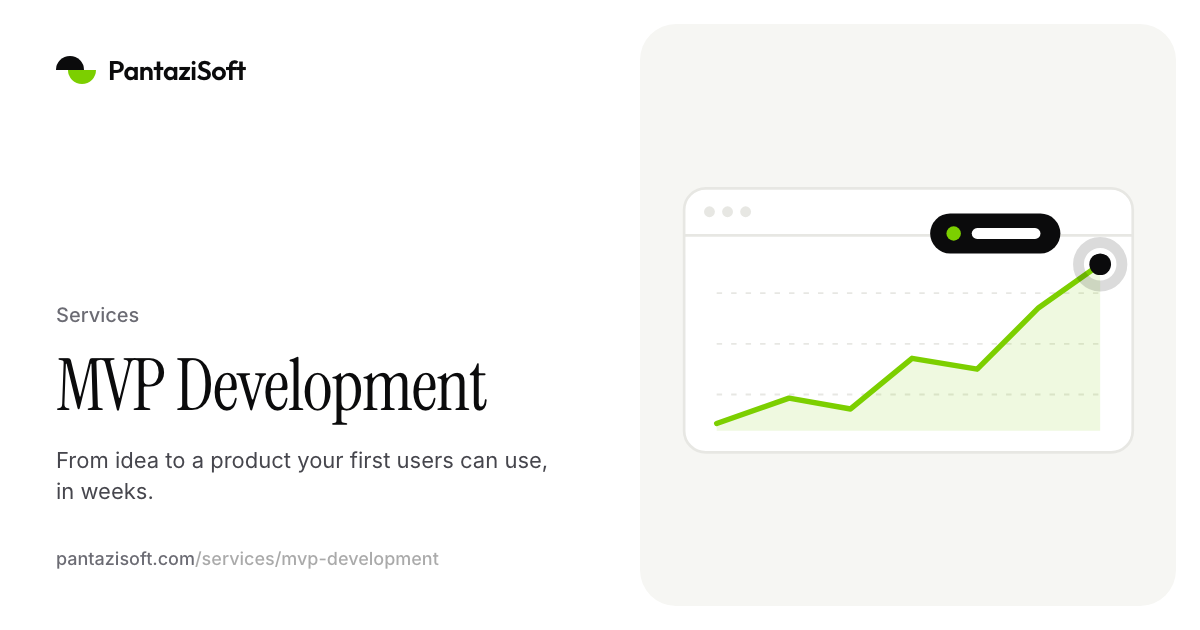 PantaziSoft
Services
MVP Development
From idea to a product your first users can use,
in weeks.
pantazisoft.com/services/mvp-development